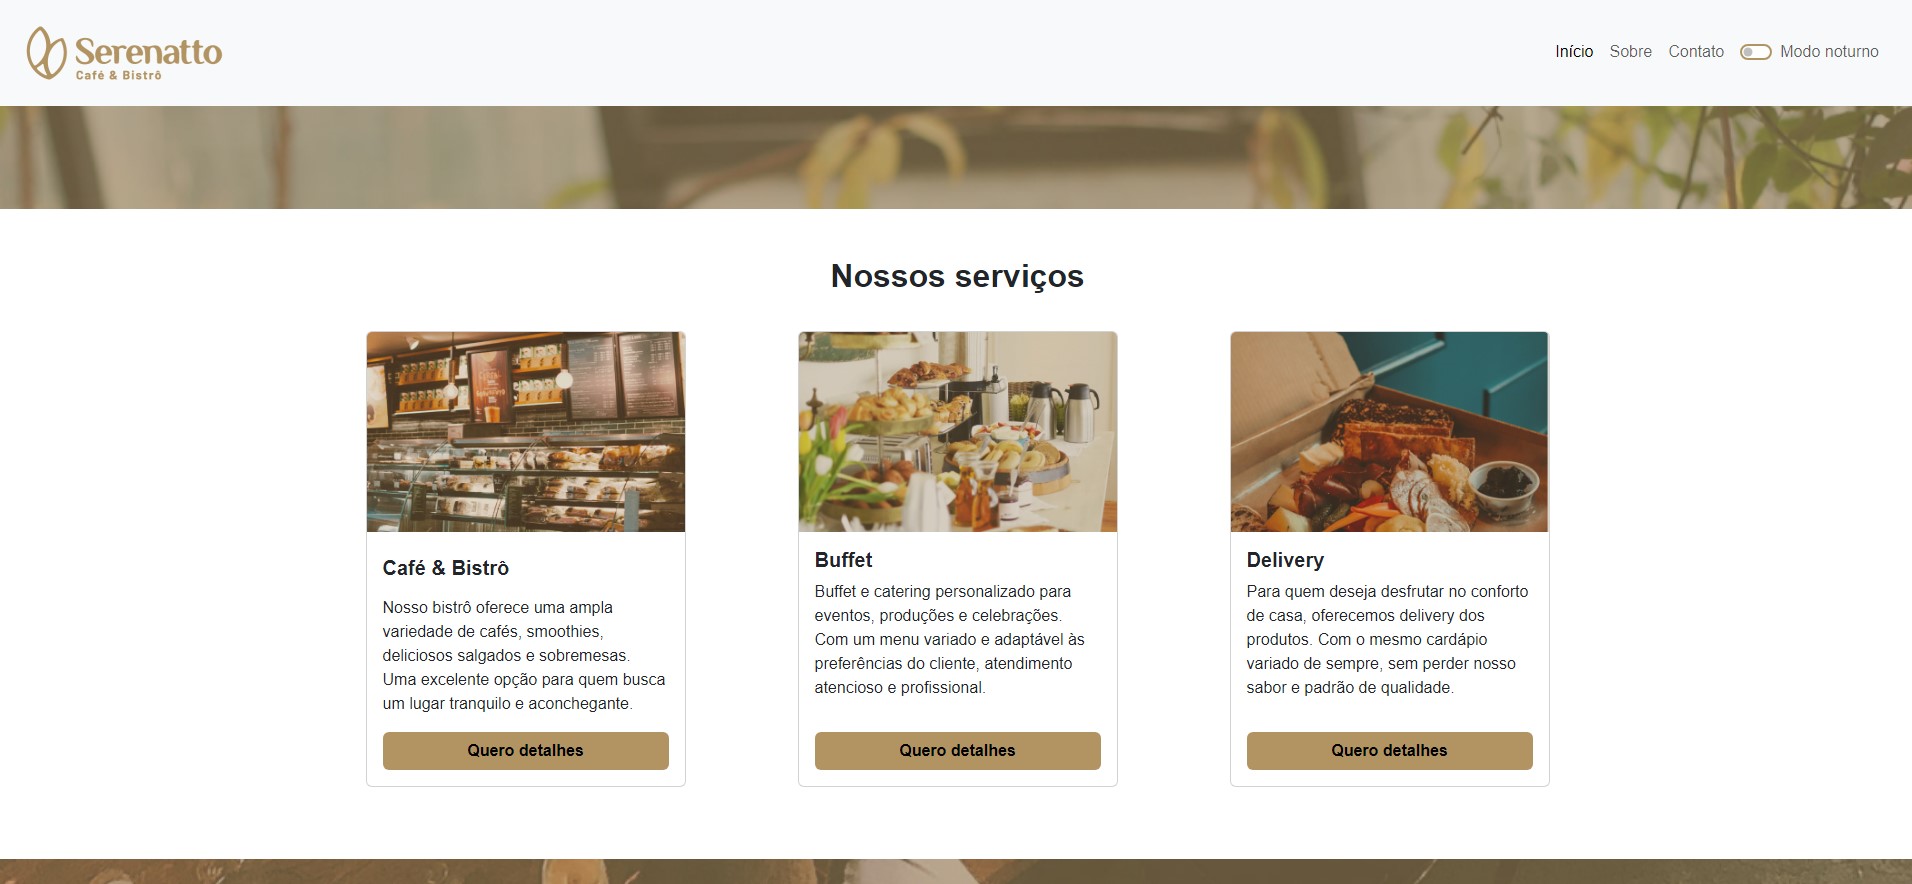 Serenatto
Café & Bistrô
Início Sobre Contato Modo noturno
Nossos serviços
Café & Bistrô
Nosso bistrô oferece uma ampla
variedade de cafés, smoothies,
deliciosos salgados e sobremesas.
Uma excelente opção para quem busca
um lugar tranquilo e aconchegante.
Quero detalhes
Buffet
Buffet e catering personalizado para
eventos, produções e celebrações.
Com um menu variado e adaptável às
preferências do cliente, atendimento
atencioso e profissional.
Quero detalhes
Delivery
Para quem deseja desfrutar no conforto
de casa, oferecemos delivery dos
produtos. Com o mesmo cardápio
variado de sempre, sem perder nosso
sabor e padrão de qualidade.
Quero detalhes